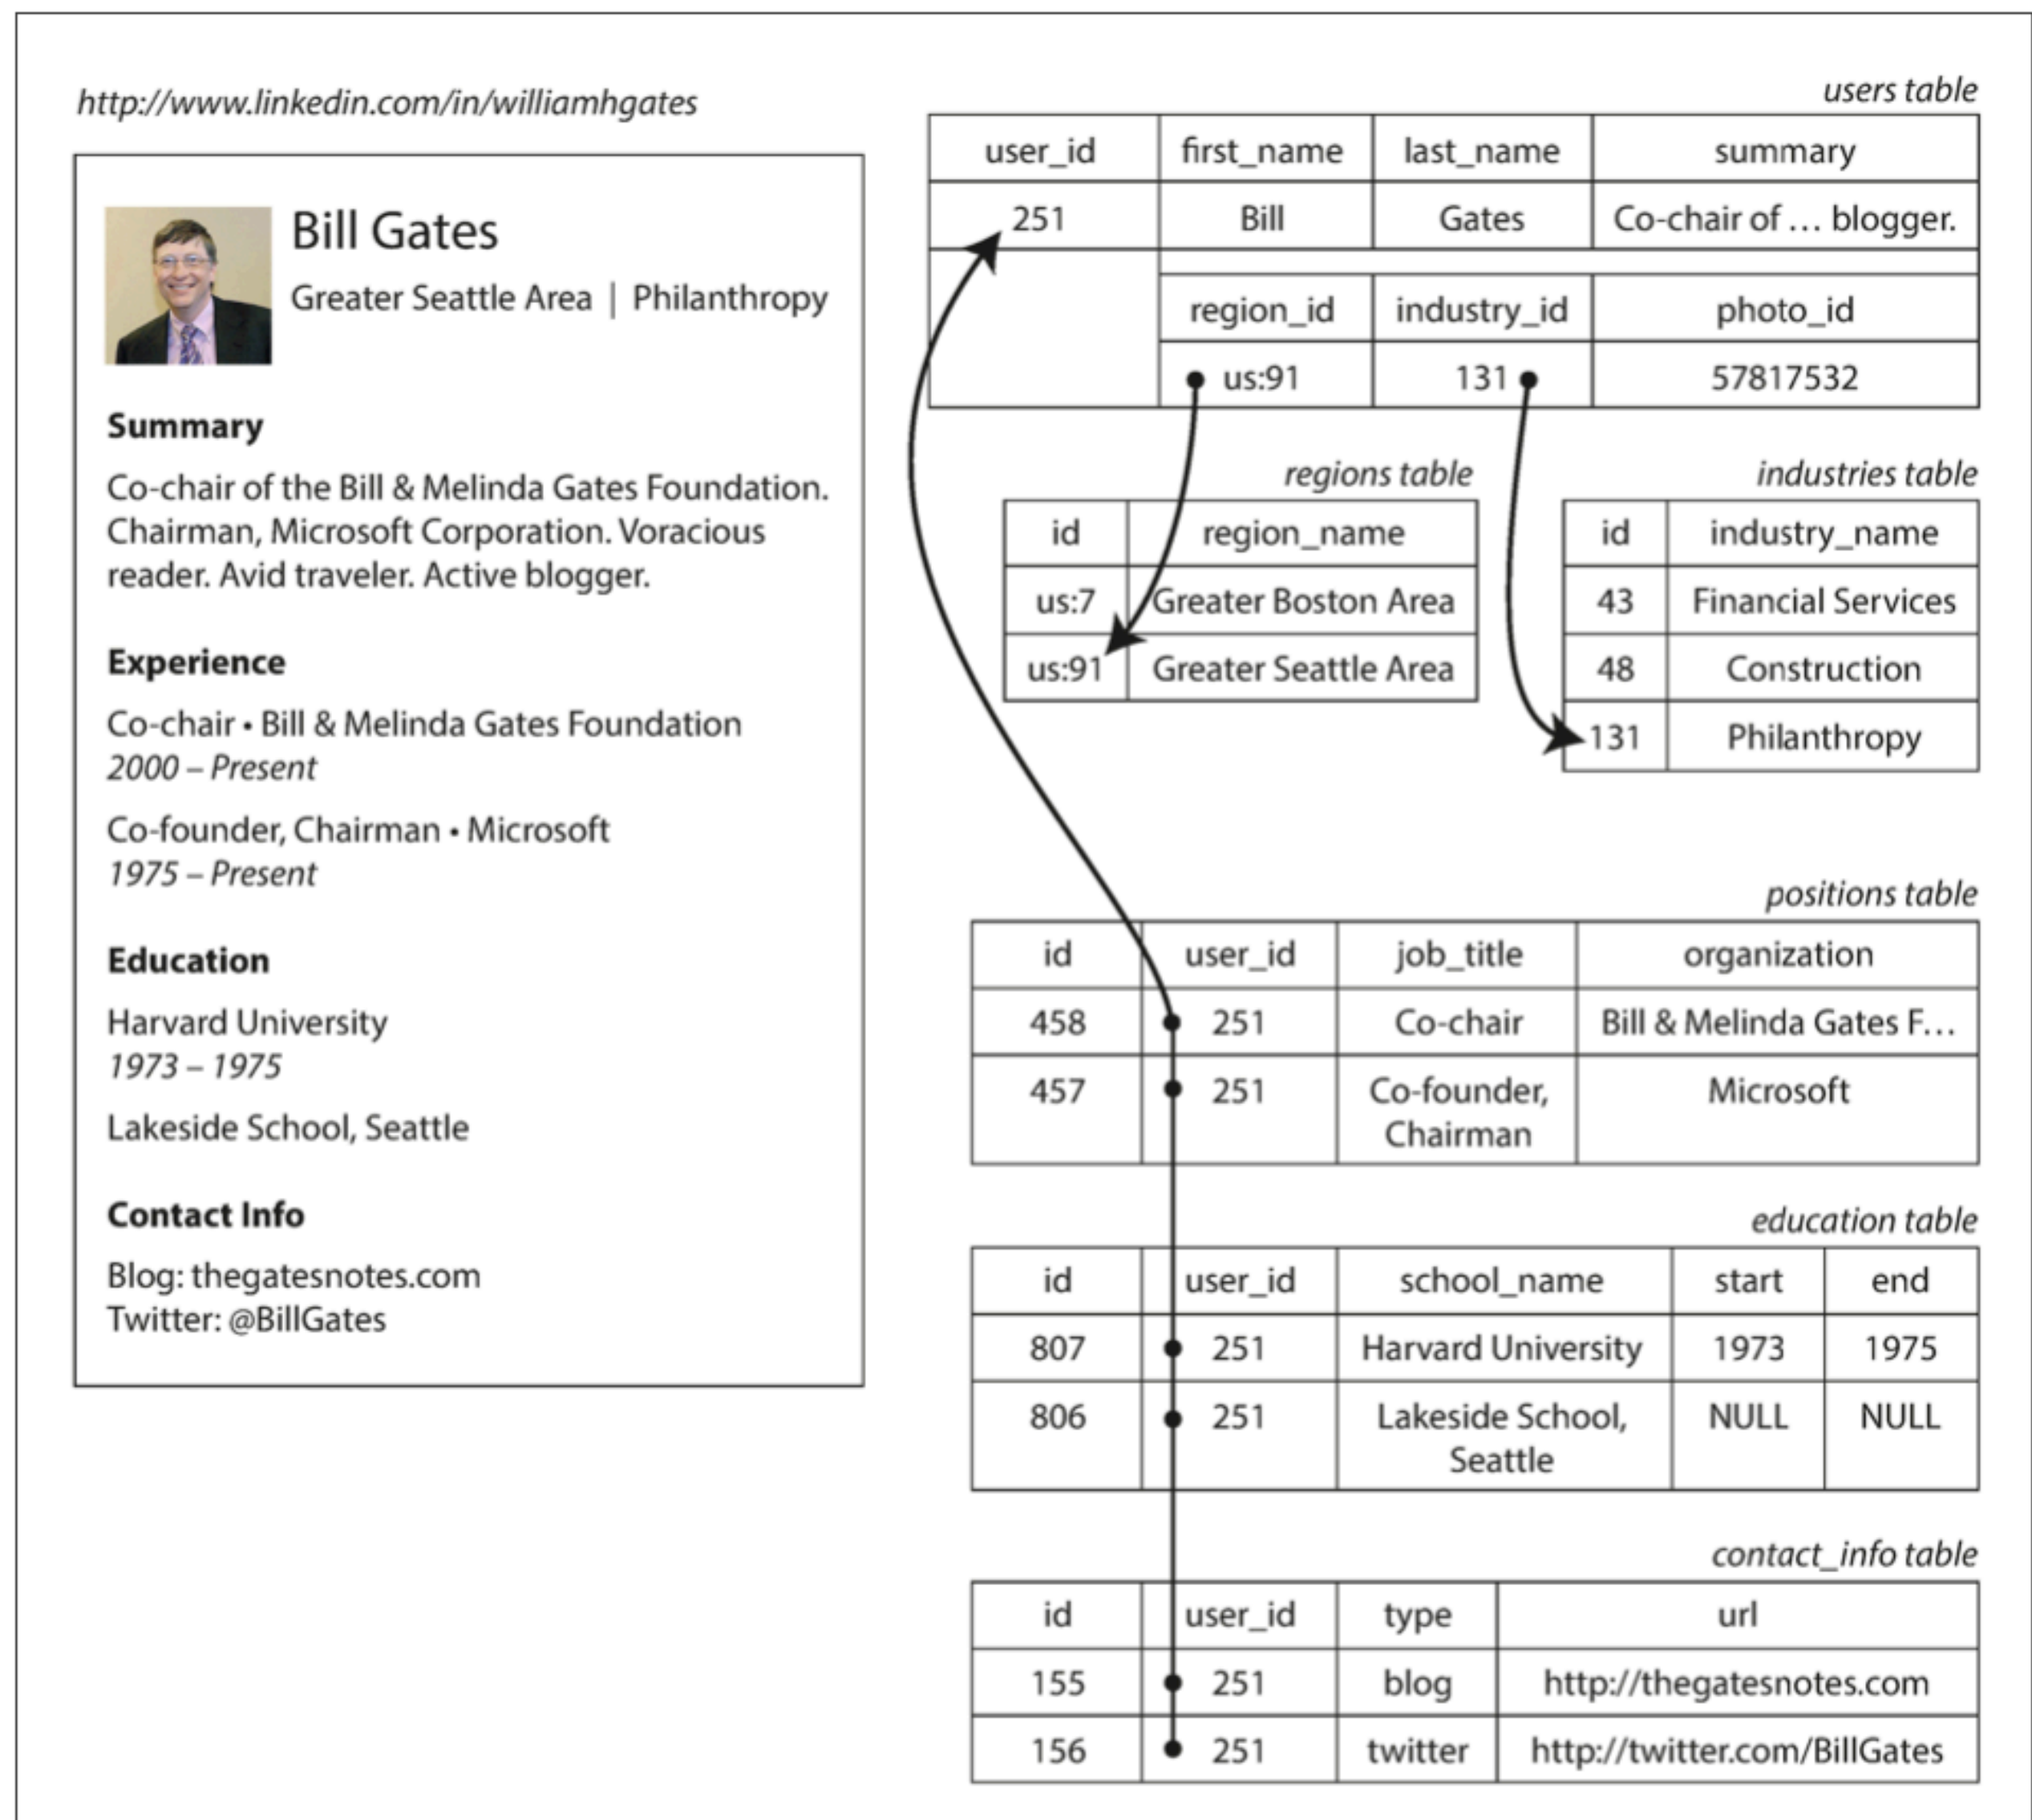 http://www.linkedin.com/in/williamhgates
Bill Gates
Greater Seattle Area | Philanthropy
Summary
Co-chair of the Bill & Melinda Gates Foundation.
Chairman, Microsoft Corporation. Voracious
reader. Avid traveler. Active blogger.
Experience
Co-chair • Bill & Melinda Gates Foundation
2000 – Present
Co-founder, Chairman • Microsoft
1975 – Present
Education
Harvard University
1973 – 1975
Lakeside School, Seattle
Contact Info
Blog: thegatesnotes.com
Twitter: @BillGates
users table
user_id first_name last_name summary
251 Bill Gates Co-chair of … blogger.
region_id industry_id photo_id
us:91 131 57817532
regions table
id region_name
us:7 Greater Boston Area
us:91 Greater Seattle Area
industries table
id industry_name
43 Financial Services
48 Construction
131 Philanthropy
positions table
id user_id job_title organization
458 251 Co-chair Bill & Melinda Gates F…
457 251 Co-founder, Microsoft
Chairman
education table
id user_id school_name start end
807 251 Harvard University 1973 1975
806 251 Lakeside School, NULL NULL
Seattle
contact_info table
id user_id type url
155 251 blog http://thegatesnotes.com
156 251 twitter http://twitter.com/BillGates